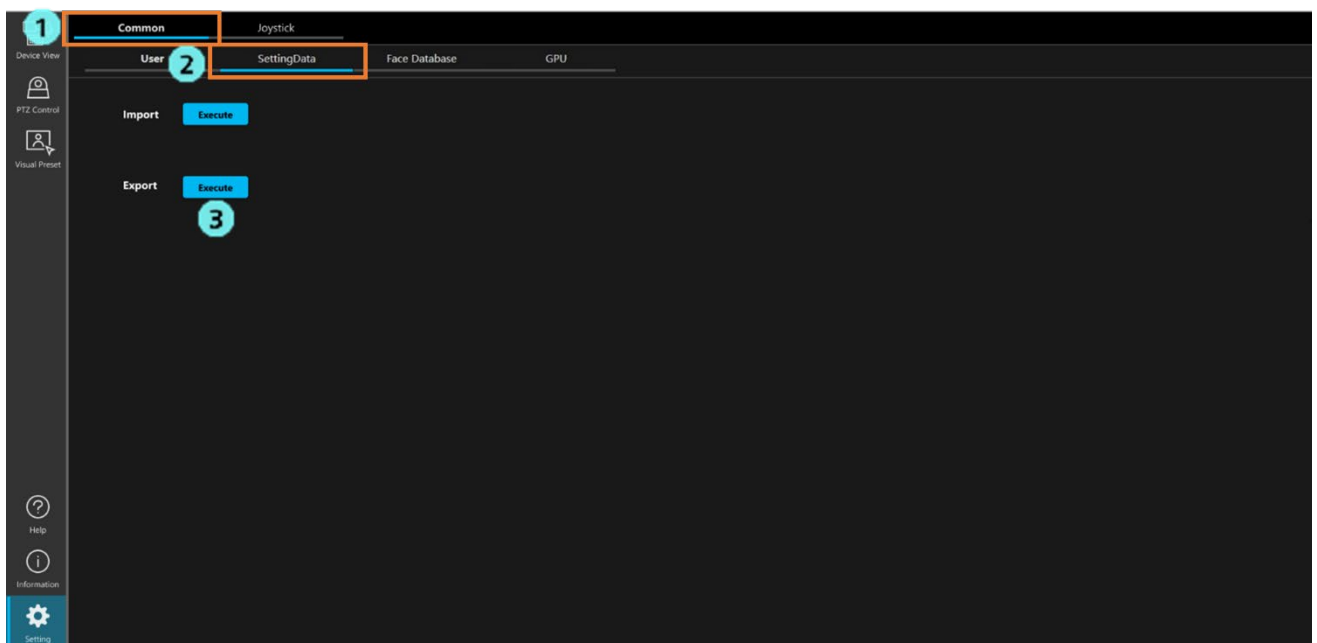 1
Common
Joystick
Device View
User
2
SettingData
Face Database
GPU
PTZ Control
Import
Execute
Visual Preset
Export
Execute
3
Help
Information
Setting